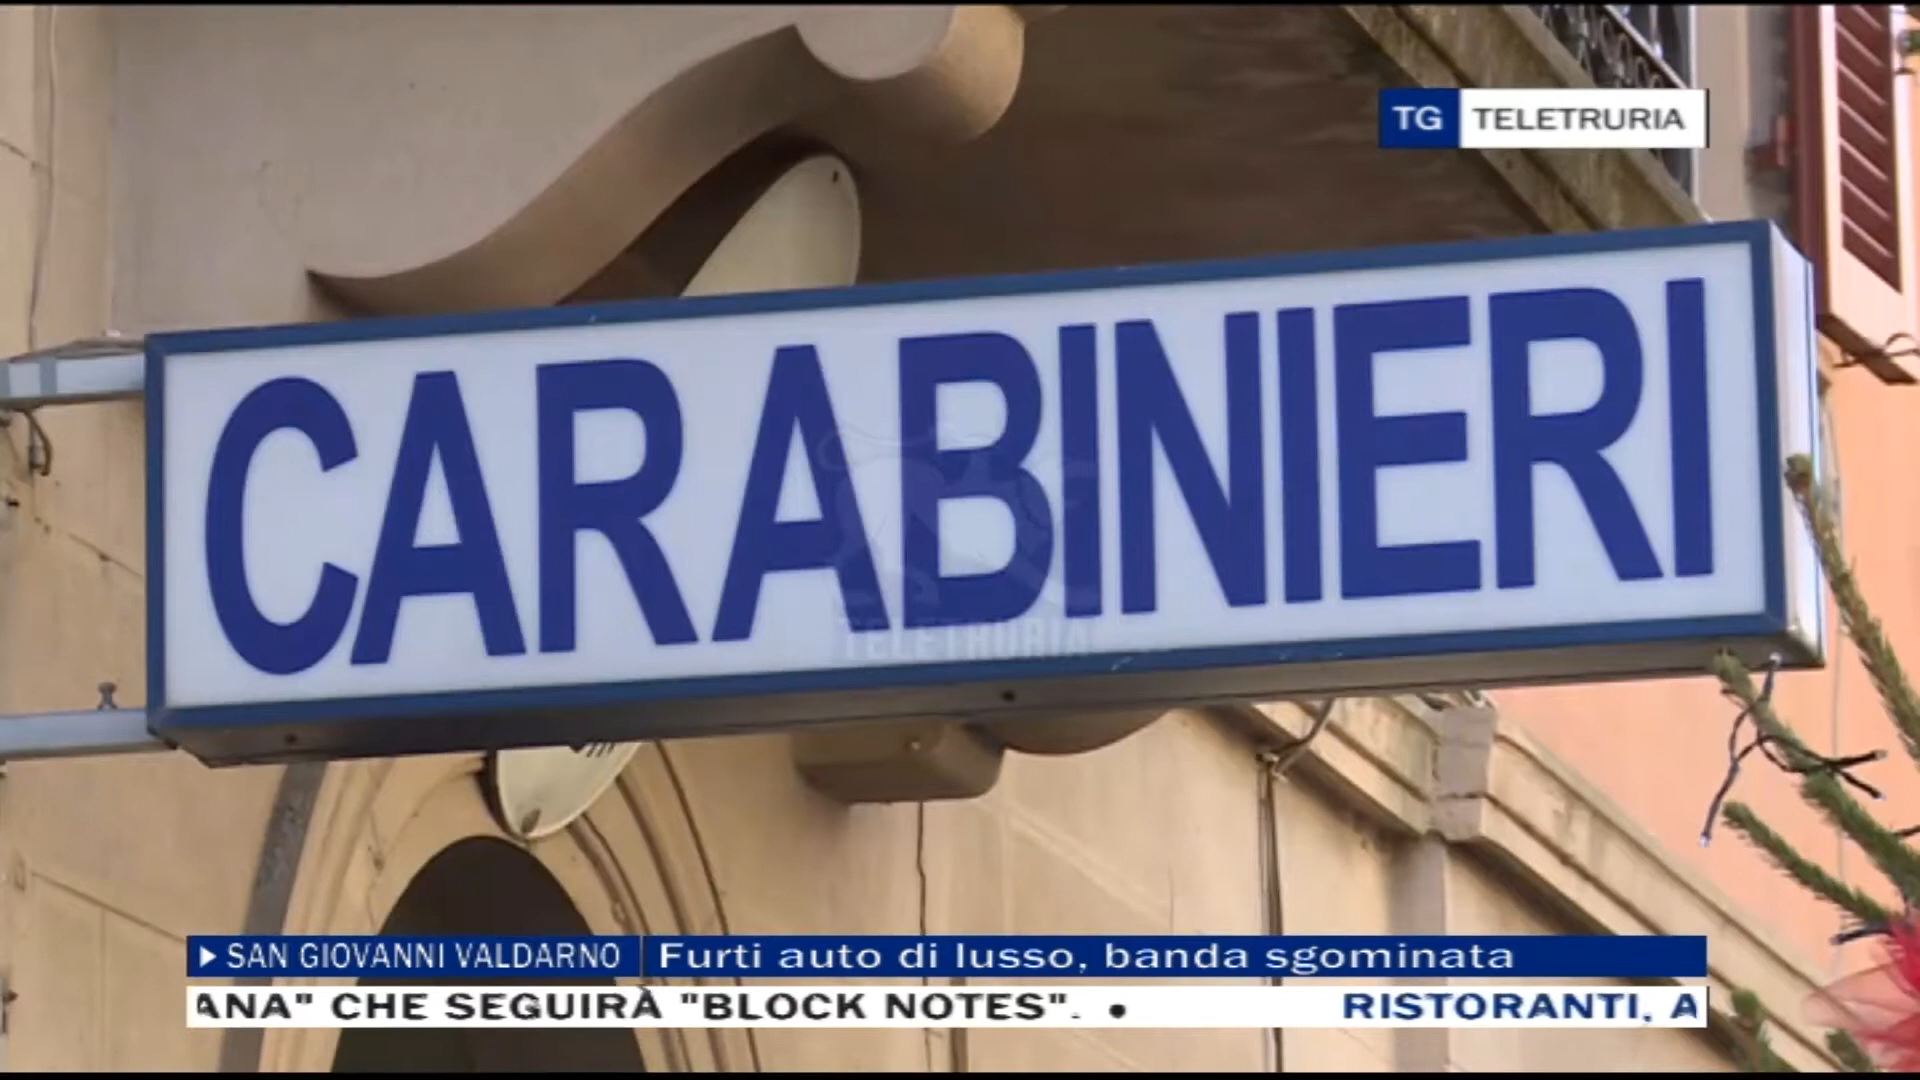 TG TELETRURIA
CARABINIERI
TELETRURIA
SAN GIOVANNI VALDARNO Furti auto di lusso, banda sgominata
ANA" CHE SEGUIRÀ "BLOCK NOTES". • RISTORANTI, A